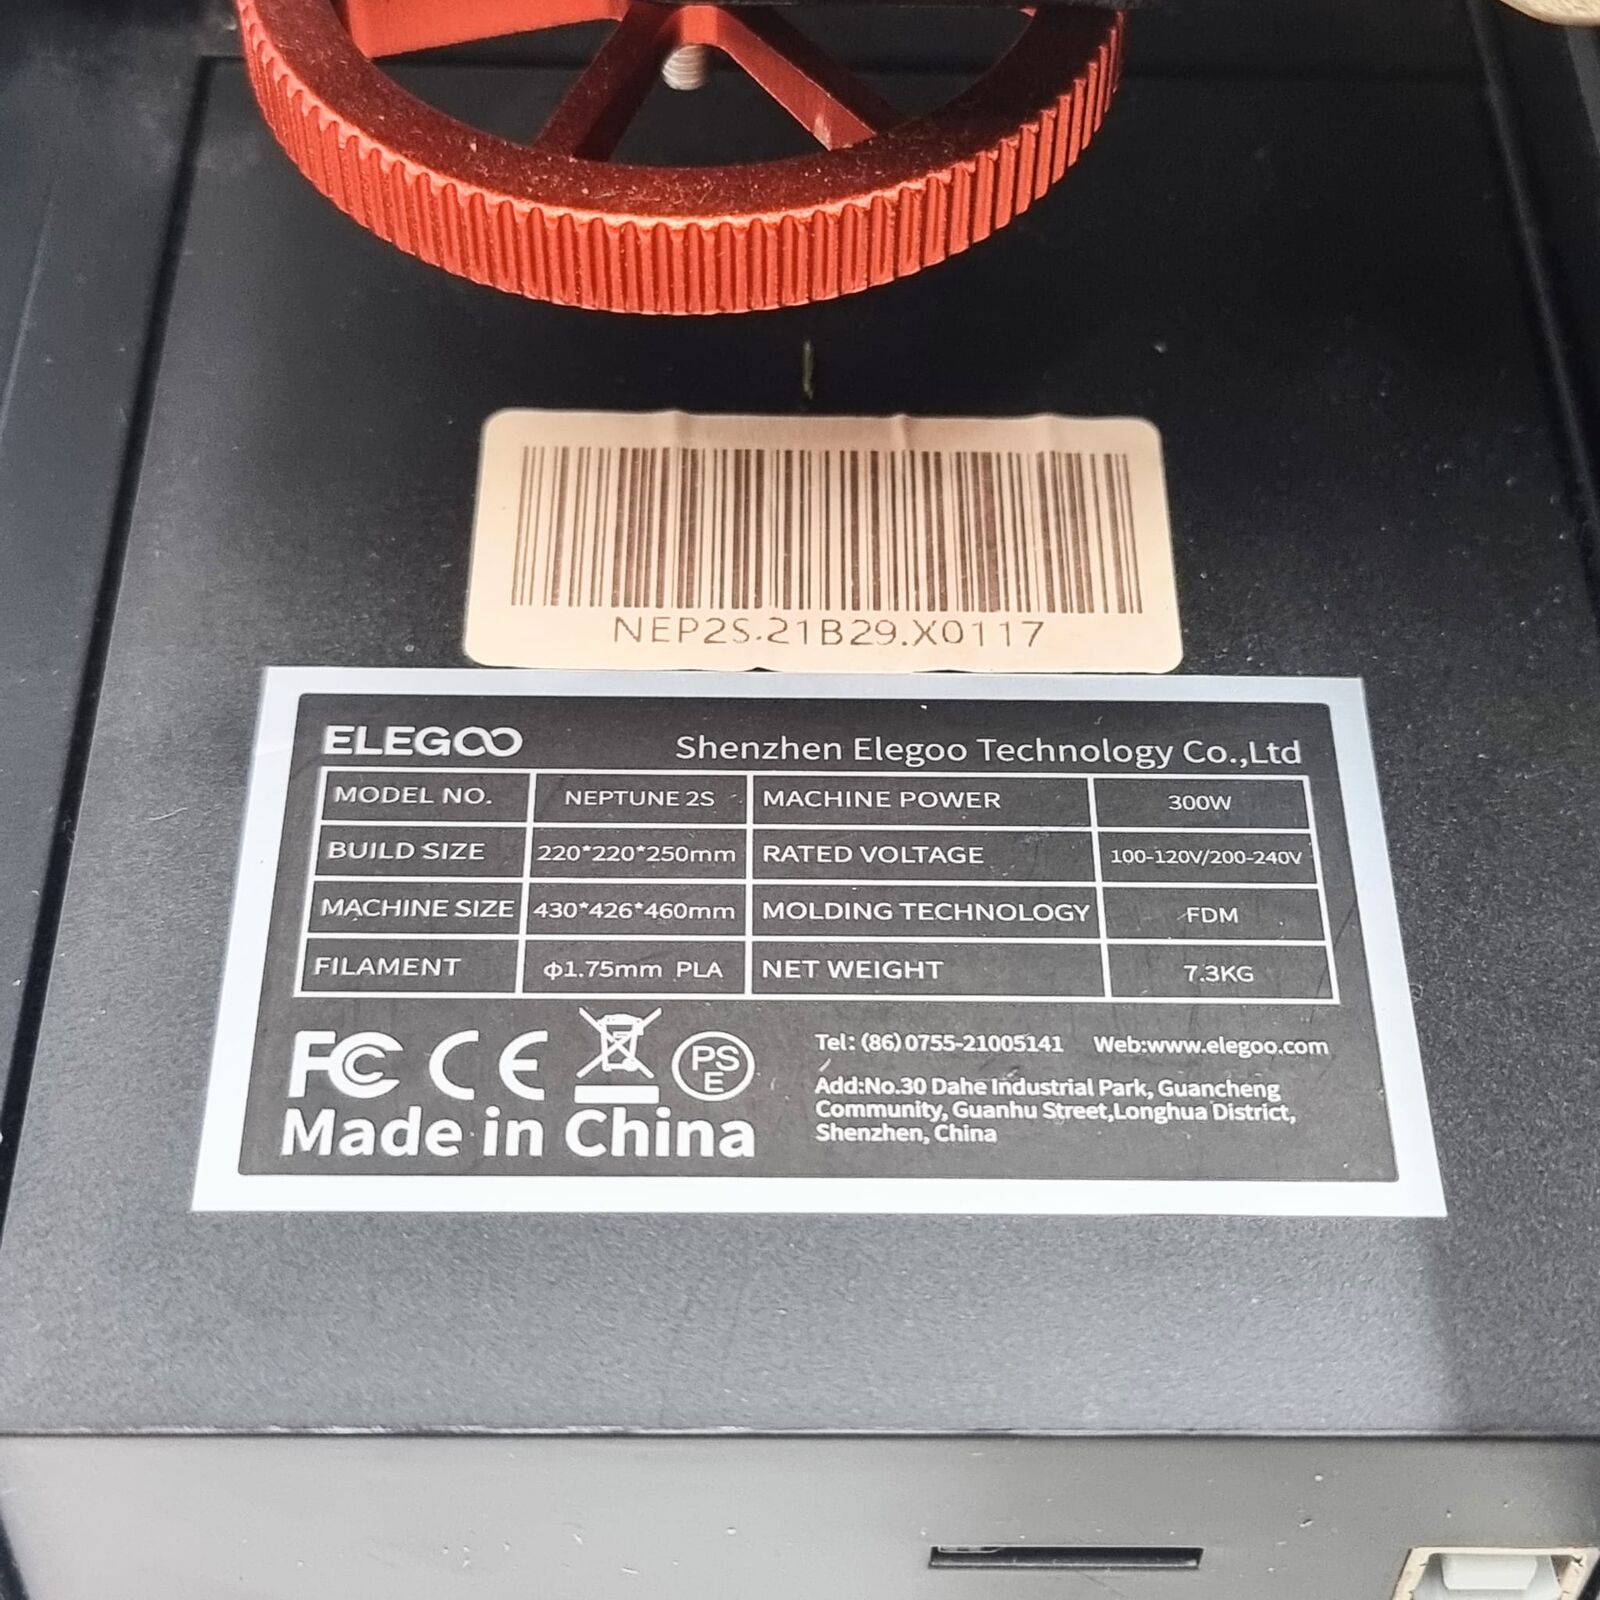 NEP2S.21B29.X0117
ELEGOO Shenzhen Elegoo Technology Co.,Ltd
MODEL NO. NEPTUNE 2S MACHINE POWER 300W
BUILD SIZE 220*220*250mm RATED VOLTAGE 100-120V/200-240V
MACHINE SIZE 430*426*460mm MOLDING TECHNOLOGY FDM
FILAMENT φ1.75mm PLA NET WEIGHT 7.3KG
FC CE PSE
Tel: (86)0755-21005141 Web:www.elegoo.com
Made in China
Add:No.30 Dahe Industrial Park, Guancheng
Community, Guanhu Street,Longhua District,
Shenzhen, China